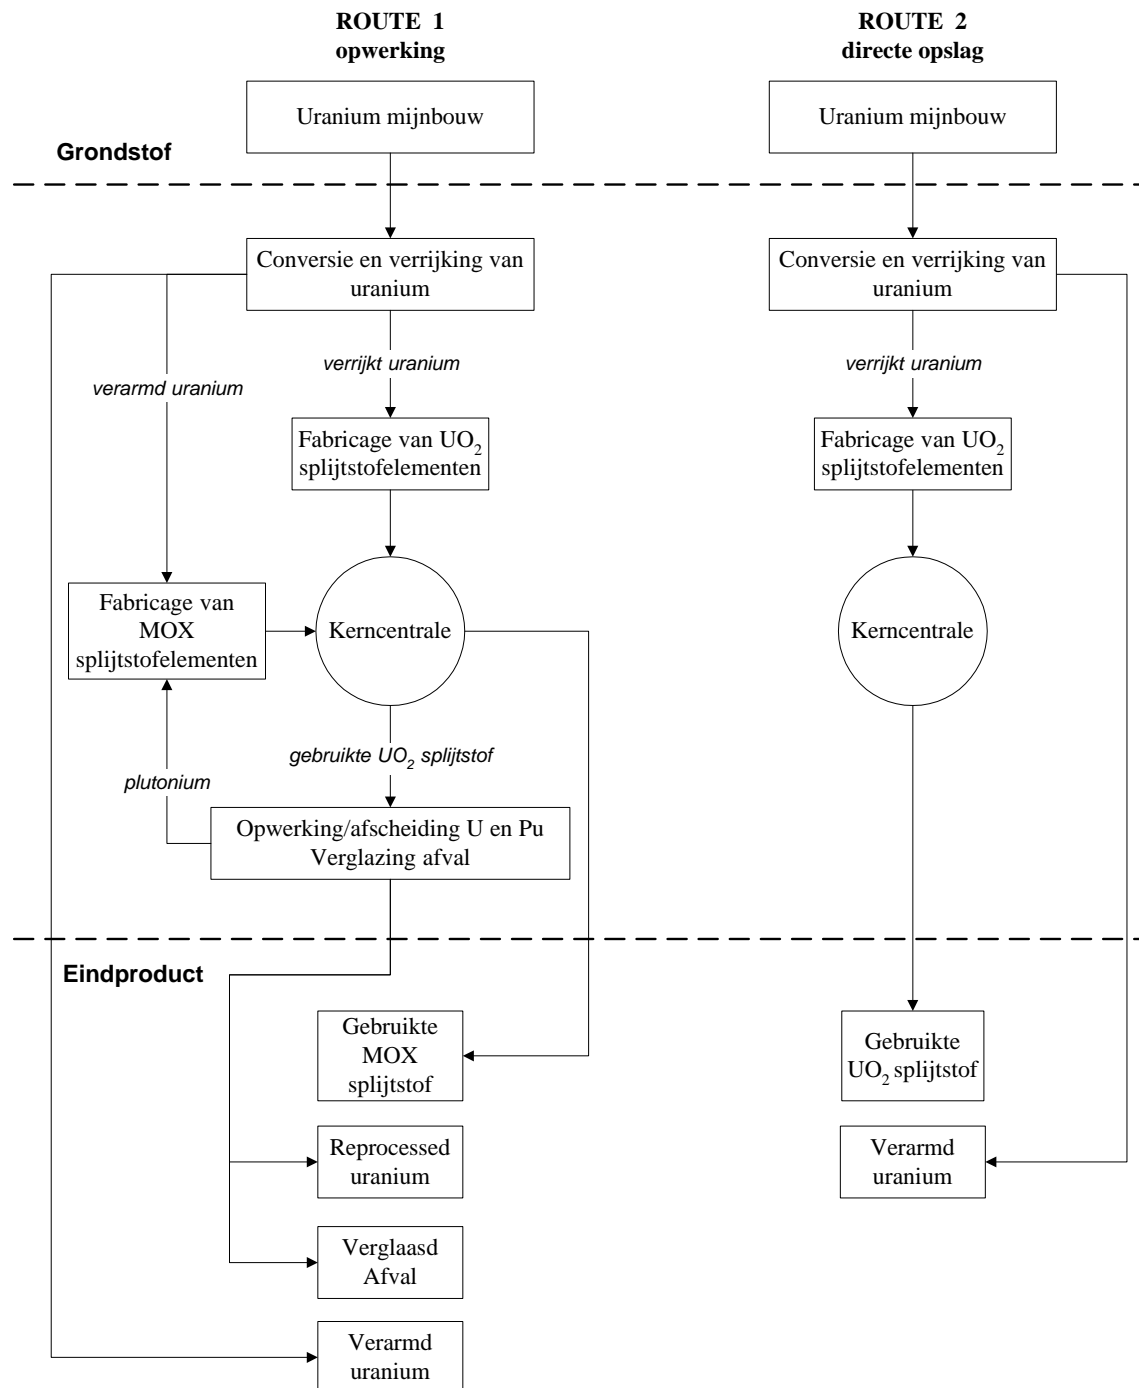 ROUTE 1
opwerking
ROUTE 2
directe opslag
Uranium mijnbouw
Uranium mijnbouw
Grondstof
Conversie en verrijking van
uranium
Conversie en verrijking van
uranium
verrijkt uranium
verrijkt uranium
verarmd uranium
Fabricage van UO₂
splijtstofelementen
Fabricage van UO₂
splijtstofelementen
Fabricage van
MOX
splijtstofelementen
Kerncentrale
Kerncentrale
gebruikte UO₂ splijtstof
plutonium
Opwerking/afscheiding U en Pu
Verglazing afval
Eindproduct
Gebruikte
MOX
splijtstof
Gebruikte
UO₂ splijtstof
Reprocessed
uranium
Verarmd
uranium
Verglaasd
Afval
Verarmd
uranium